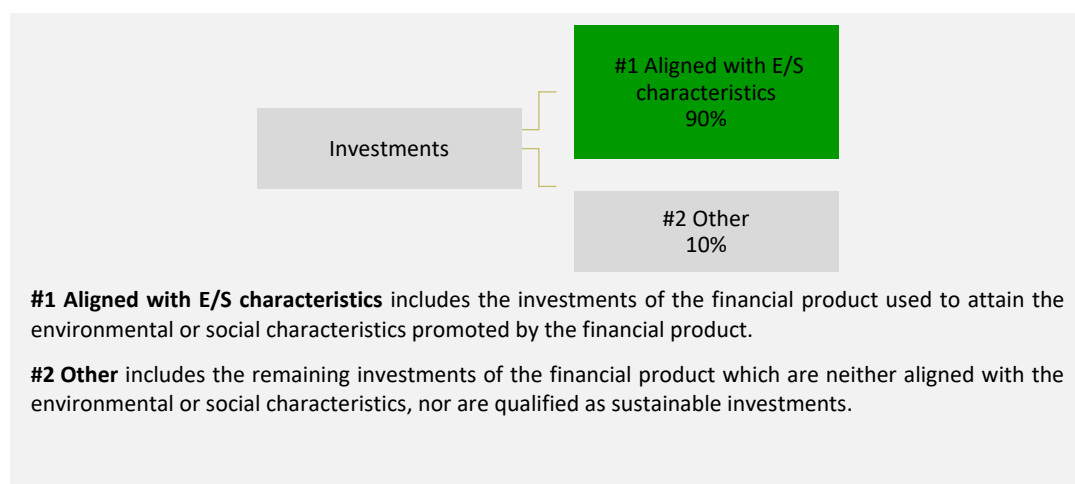 #1 Aligned with E/S
characteristics
90%
Investments
#2 Other
10%
#1 Aligned with E/S characteristics includes the investments of the financial product used to attain the
environmental or social characteristics promoted by the financial product.
#2 Other includes the remaining investments of the financial product which are neither aligned with the
environmental or social characteristics, nor are qualified as sustainable investments.